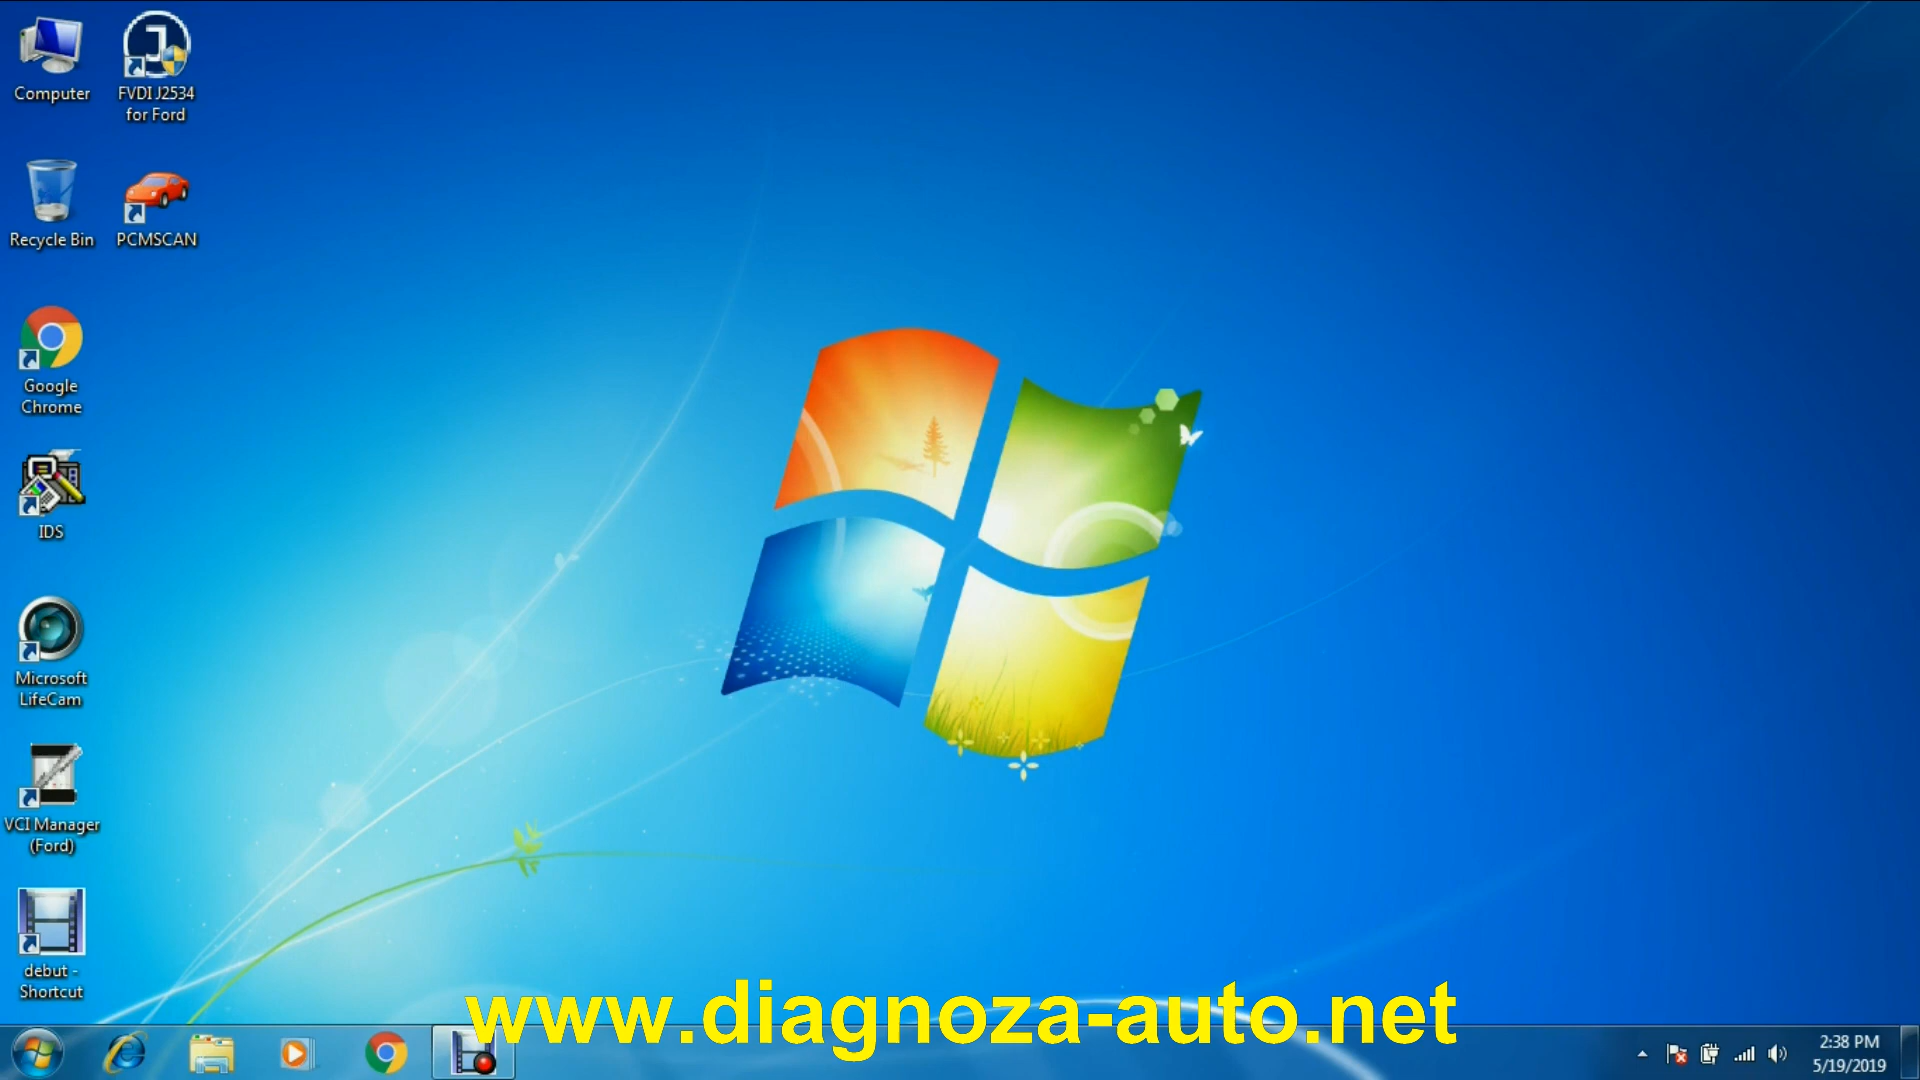 Computer
FVDI J2534
for Ford
Recycle Bin
PCMSCAN
Google
Chrome
IDS
Microsoft
LifeCam
VCI Manager
(Ford)
debut -
Shortcut
www.diagnoza-auto.net
2:38 PM
5/19/2019